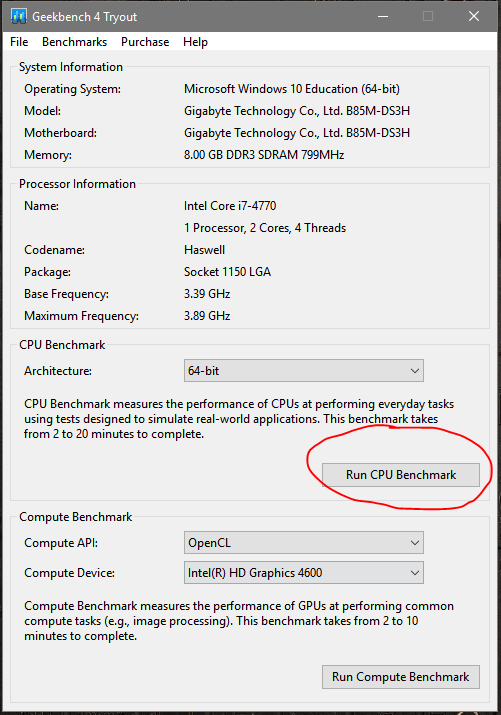 Geekbench 4 Tryout
File Benchmarks Purchase Help
System Information
Operating System: Microsoft Windows 10 Education (64-bit)
Model: Gigabyte Technology Co., Ltd. B85M-DS3H
Motherboard: Gigabyte Technology Co., Ltd. B85M-DS3H
Memory: 8.00 GB DDR3 SDRAM 799MHz
Processor Information
Name: Intel Core i7-4770
1 Processor, 2 Cores, 4 Threads
Codename: Haswell
Package: Socket 1150 LGA
Base Frequency: 3.39 GHz
Maximum Frequency: 3.89 GHz
CPU Benchmark
Architecture: 64-bit
CPU Benchmark measures the performance of CPUs at performing everyday tasks
using tests designed to simulate real-world applications. This benchmark takes
from 2 to 20 minutes to complete.
Run CPU Benchmark
Compute Benchmark
Compute API: OpenCL
Compute Device: Intel(R) HD Graphics 4600
Compute Benchmark measures the performance of GPUs at performing common
compute tasks (e.g., image processing). This benchmark takes from 2 to 10
minutes to complete.
Run Compute Benchmark